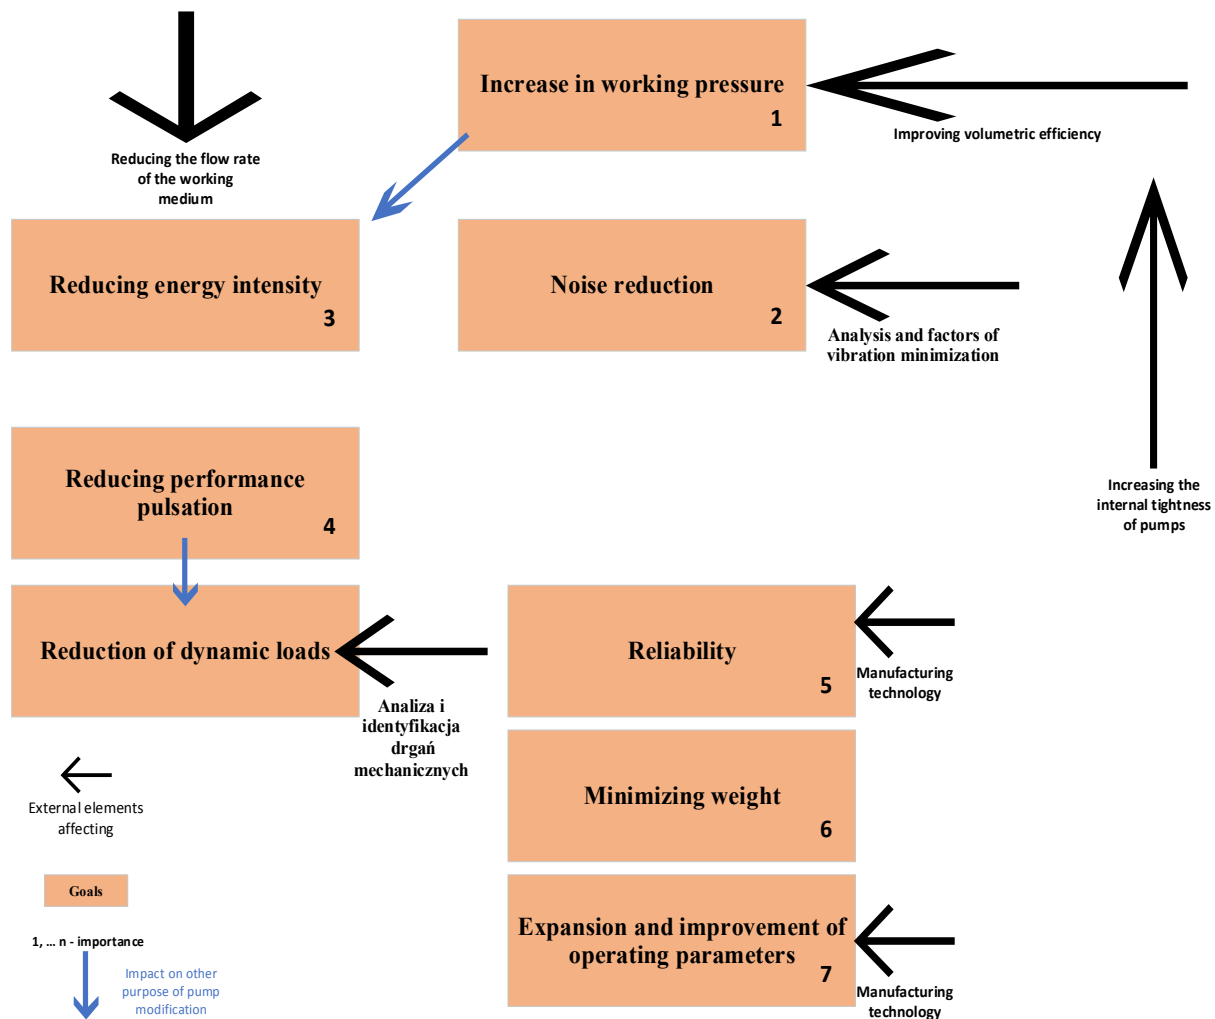 Increase in working pressure
1
Improving volumetric efficiency
Reducing the flow rate
of the working
medium
Reducing energy intensity
3
Noise reduction
2
Analysis and factors of
vibration minimization
Reducing performance
pulsation
4
Increasing the
internal tightness
of pumps
Reduction of dynamic loads
Analiza i
identyfikacja
drgań
mechanicznych
Reliability
5
Manufacturing
technology
Minimizing weight
6
Expansion and improvement of
operating parameters
7
Manufacturing
technology
External elements
affecting
Goals
1, ... n - importance
Impact on other
purpose of pump
modification